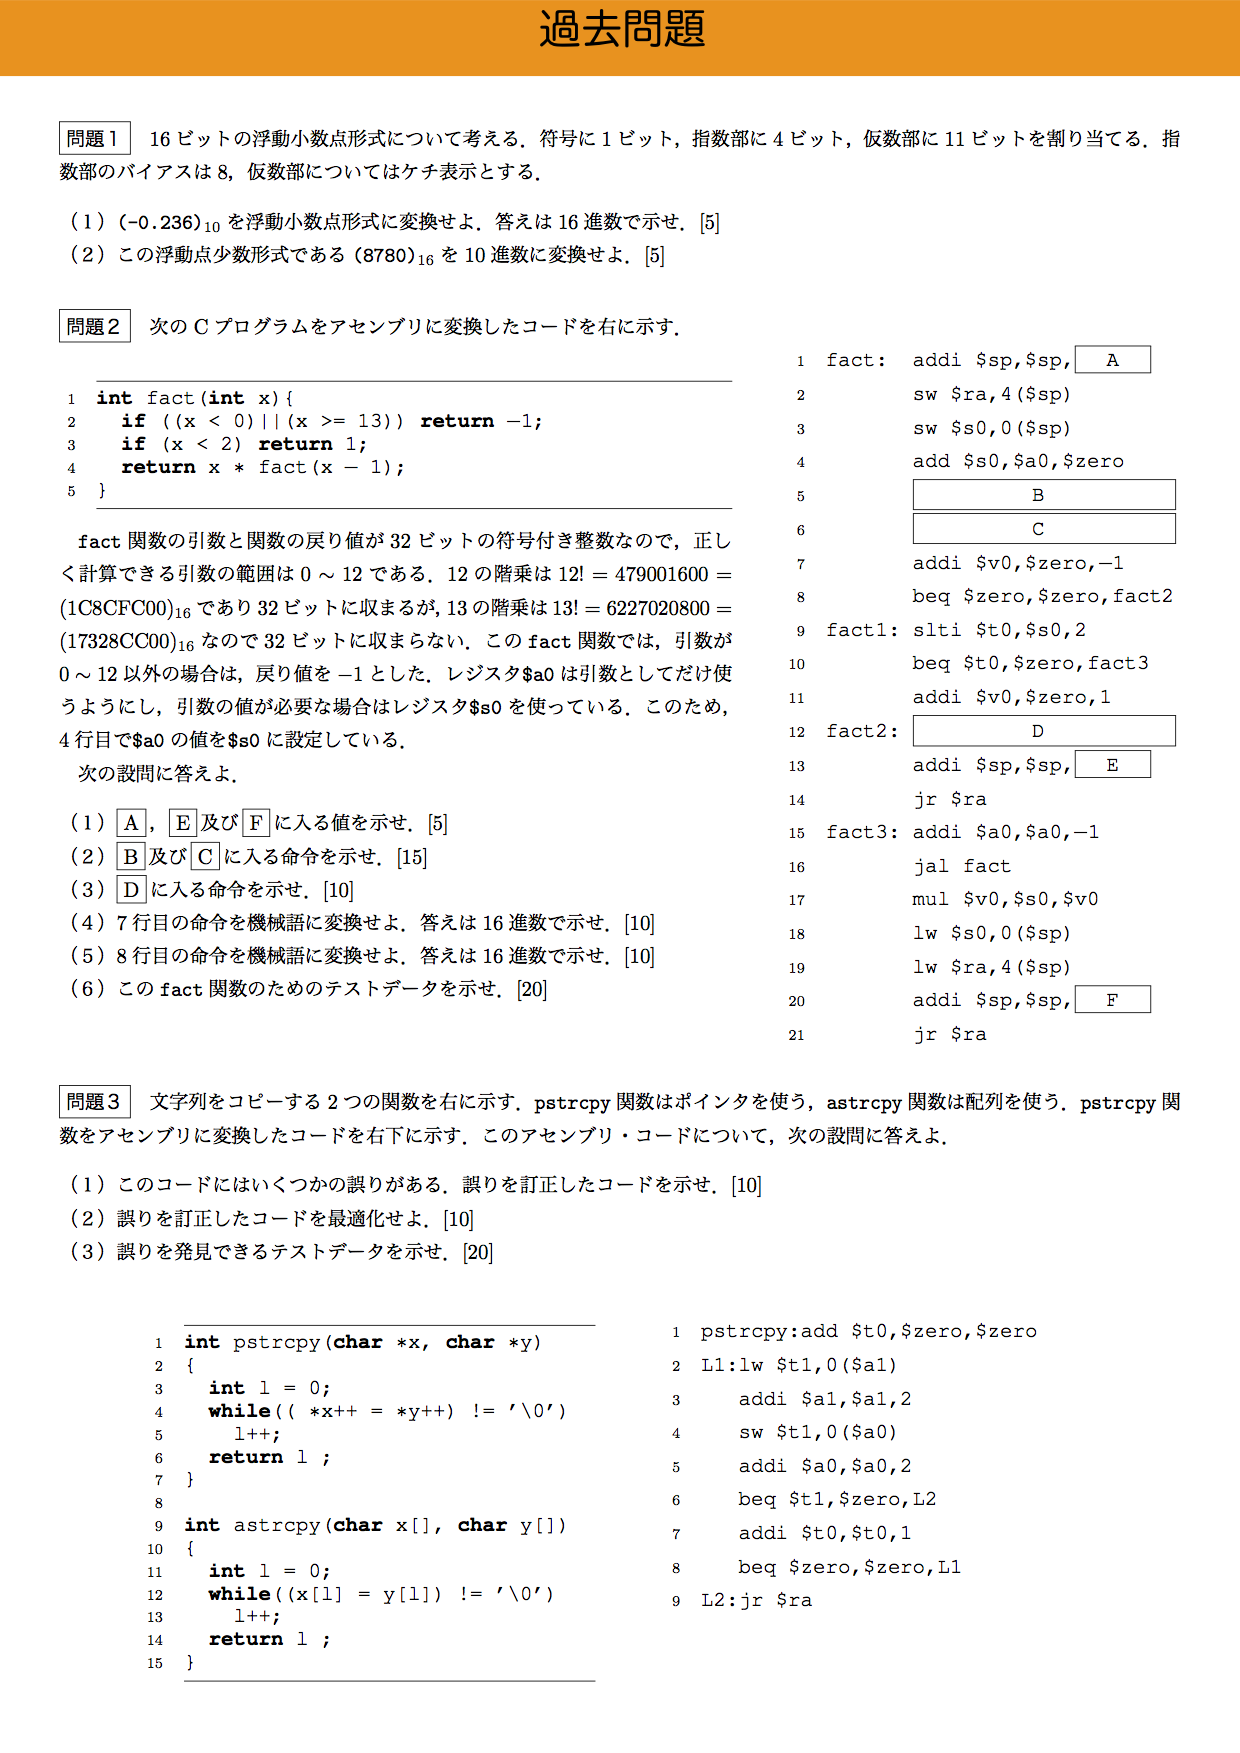 過去問題
問題1 16 ビットの浮動小数点形式について考える．符号に 1 ビット，指数部に 4 ビット，仮数部に 11 ビットを割り当てる．指
数部のバイアスは 8，仮数部についてはケチ表示とする．
（1）(-0.236)10 を浮動小数点形式に変換せよ．答えは 16 進数で示せ．[5]
（2）この浮動点少数形式である (8780)16 を 10 進数に変換せよ．[5]
問題2 次の C プログラムをアセンブリに変換したコードを右に示す．
1 int fact(int x){
2 if ((x < 0)||(x >= 13)) return −1;
3 if (x < 2) return 1;
4 return x * fact(x − 1);
5 }
fact 関数の引数と関数の戻り値が 32 ビットの符号付き整数なので，正し
く計算できる引数の範囲は 0 ∼ 12 である．12 の階乗は 12! = 479001600 =
(1C8CFC00)16 であり 32 ビットに収まるが，13 の階乗は 13! = 6227020800 =
(17328CC00)16 なので 32 ビットに収まらない．この fact 関数では，引数が
0 ∼ 12 以外の場合は，戻り値を −1 とした．レジスタ$a0 は引数としてだけ使
うようにし，引数の値が必要な場合はレジスタ$s0 を使っている．このため，
4 行目で$a0 の値を$s0 に設定している．
次の設問に答えよ．
（1）A，E 及び F に入る値を示せ．[5]
（2）B 及び C に入る命令を示せ．[15]
（3）D に入る命令を示せ．[10]
（4）7 行目の命令を機械語に変換せよ．答えは 16 進数で示せ．[10]
（5）8 行目の命令を機械語に変換せよ．答えは 16 進数で示せ．[10]
（6）この fact 関数のためのテストデータを示せ．[20]
1 fact: addi $sp,$sp, A
2 sw $ra,4($sp)
3 sw $s0,0($sp)
4 add $s0,$a0,$zero
5 B
6 C
7 addi $v0,$zero,−1
8 beq $zero,$zero,fact2
9 fact1: slti $t0,$s0,2
10 beq $t0,$zero,fact3
11 addi $v0,$zero,1
12 fact2: D
13 addi $sp,$sp, E
14 jr $ra
15 fact3: addi $a0,$a0,−1
16 jal fact
17 mul $v0,$s0,$v0
18 lw $s0,0($sp)
19 lw $ra,4($sp)
20 addi $sp,$sp, F
21 jr $ra
問題3 文字列をコピーする 2 つの関数を右に示す．pstrcpy 関数はポインタを使う，astrcpy 関数は配列を使う．pstrcpy 関
数をアセンブリに変換したコードを右下に示す．このアセンブリ・コードについて，次の設問に答えよ．
（1）このコードにはいくつかの誤りがある．誤りを訂正したコードを示せ．[10]
（2）誤りを訂正したコードを最適化せよ．[10]
（3）誤りを発見できるテストデータを示せ．[20]
1 int pstrcpy(char *x, char *y)
2 {
3 int l = 0;
4 while(( *x++ = *y++) != ’\0’)
5 l++;
6 return l ;
7 }
8
9 int astrcpy(char x[], char y[])
10 {
11 int l = 0;
12 while((x[l] = y[l]) != ’\0’)
13 l++;
14 return l ;
15 }
1 pstrcpy:add $t0,$zero,$zero
2 L1:lw $t1,0($a1)
3 addi $a1,$a1,2
4 sw $t1,0($a0)
5 addi $a0,$a0,2
6 beq $t1,$zero,L2
7 addi $t0,$t0,1
8 beq $zero,$zero,L1
9 L2:jr $ra